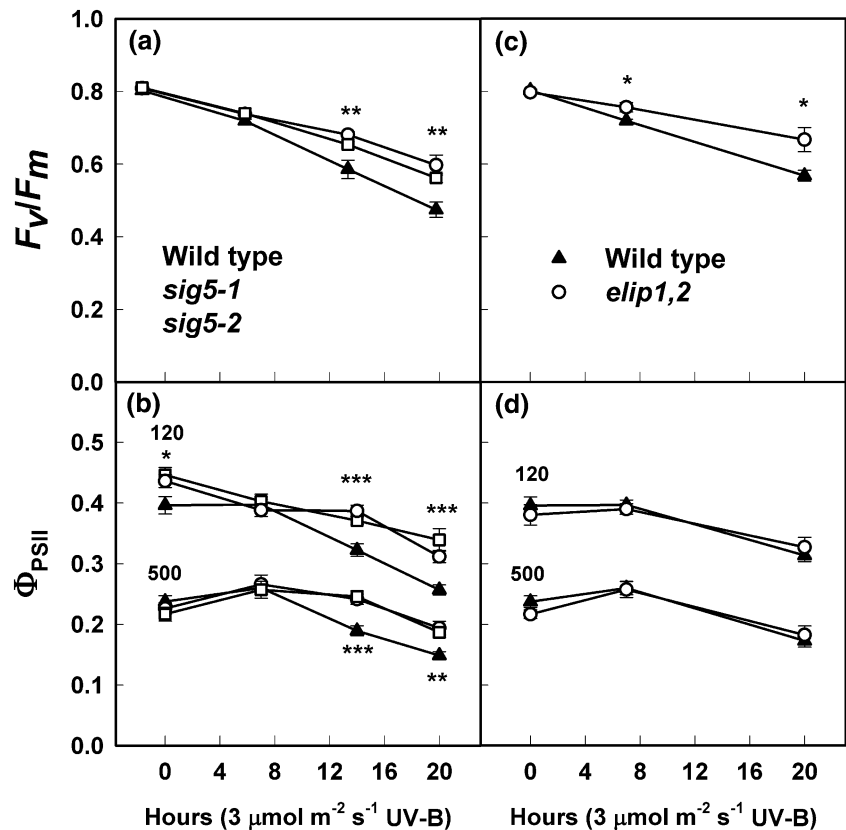 (a)
(c)
1.0
0.8
0.6
0.4
0.2
0.0
Fv/Fm
**
**
*
*
Wild type
sig5-1
sig5-2
Wild type
elip1,2
(b)
(d)
0.5
0.4
0.3
0.2
0.1
0.0
ΦPSII
120
*
***
***
500
***
**
120
500
0 4 8 12 16 20
0 4 8 12 16 20
Hours (3 μmol m-2 s-1 UV-B)
Hours (3 μmol m-2 s-1 UV-B)